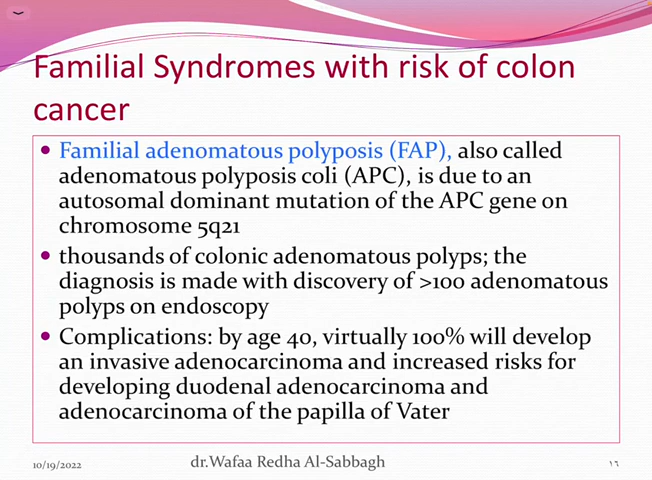 Familial Syndromes with risk of colon
cancer
• Familial adenomatous polyposis (FAP), also called
adenomatous polyposis coli (APC), is due to an
autosomal dominant mutation of the APC gene on
chromosome 5q21
• thousands of colonic adenomatous polyps; the
diagnosis is made with discovery of >100 adenomatous
polyps on endoscopy
• Complications: by age 40, virtually 100% will develop
an invasive adenocarcinoma and increased risks for
developing duodenal adenocarcinoma and
adenocarcinoma of the papilla of Vater
10/19/2022 dr.Wafaa Redha Al-Sabbagh ١٦